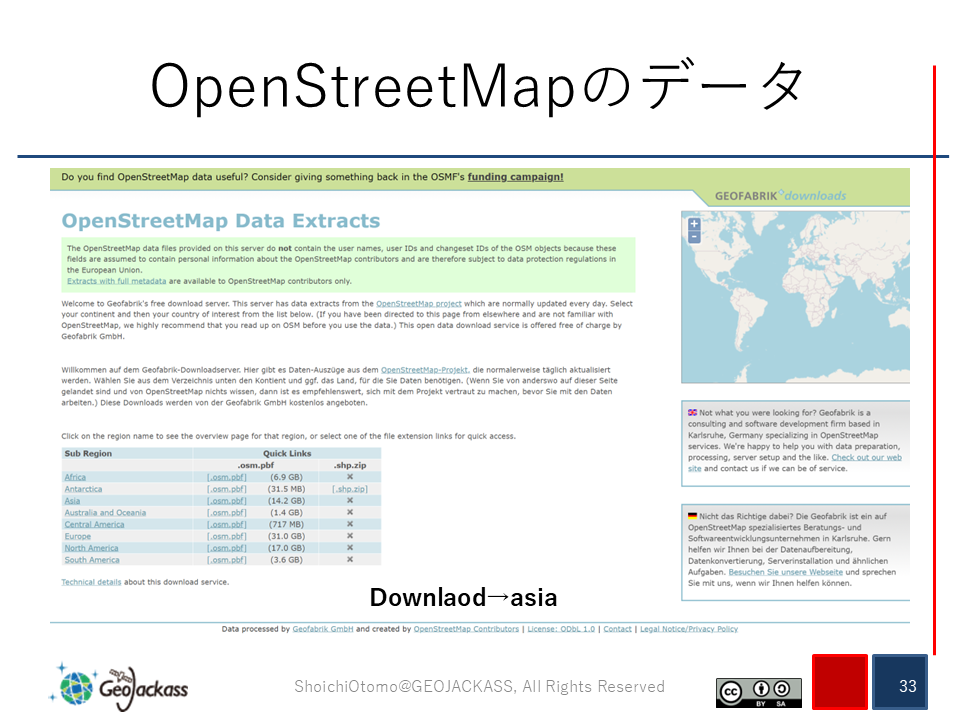 OpenStreetMapのデータ
Do you find OpenStreetMap data useful? Consider giving something back in the OSMF's funding campaign!
GEOFABRIK downloads
OpenStreetMap Data Extracts
The OpenStreetMap data files provided on this server do not contain the user names, user IDs and changeset IDs of the OSM objects because these
fields are assumed to contain personal information about the OpenStreetMap contributors and are therefore subject to data protection regulations in
the European Union.
Extracts with full metadata are available to OpenStreetMap contributors only.
Welcome to Geofabrik's free download server. This server has data extracts from the OpenStreetMap project which are normally updated every day. Select
your continent and then your country of interest from the list below. (If you have been directed to this page from elsewhere and are not familiar with
OpenStreetMap, we highly recommend that you read up on OSM before you use the data.) This open data download service is offered free of charge by
Geofabrik GmbH.
Willkommen auf dem Geofabrik-Downloadserver. Hier gibt es Daten-Auszüge aus dem OpenStreetMap-Projekt, die normalerweise täglich aktualisiert
werden. Wählen Sie aus dem Verzeichnis unten den Kontient und ggf. das Land, für die Sie Daten benötigen. (Wenn Sie von anderswo auf dieser Seite
gelandet sind und von OpenStreetMap nichts wissen, dann ist es empfehlenswert, sich mit dem Projekt vertraut zu machen, bevor Sie mit den Daten
arbeiten.) Diese Downloads werden von der Geofabrik GmbH kostenlos angeboten.
Click on the region name to see the overview page for that region, or select one of the file extension links for quick access.
Sub Region Quick Links
.osm.pbf .shp.zip
Africa [.osm.pbf] (6.9 GB) ✖
Antarctica [.osm.pbf] (31.5 MB) [.shp.zip]
Asia [.osm.pbf] (14.2 GB) ✖
Australia and Oceania [.osm.pbf] (1.4 GB) ✖
Central America [.osm.pbf] (717 MB) ✖
Europe [.osm.pbf] (31.0 GB) ✖
North America [.osm.pbf] (17.0 GB) ✖
South America [.osm.pbf] (3.6 GB) ✖
Technical details about this download service.
+
-
Not what you were looking for? Geofabrik is a
consulting and software development firm based in
Karlsruhe, Germany specializing in OpenStreetMap
services. We're happy to help you with data preparation,
processing, server setup and the like. Check out our web
site and contact us if we can be of service.
Nicht das Richtige dabei? Die Geofabrik ist ein auf
OpenStreetMap spezialisiertes Beratungs- und
Softwareentwicklungsunternehmen in Karlsruhe. Gern
helfen wir Ihnen bei der Datenaufbereitung,
Datenkonvertierung, Serverinstallation und ähnlichen
Aufgaben. Besuchen Sie unsere Webseite und sprechen
Sie mit uns, wenn wir Ihnen helfen können.
Downlaod→asia
Data processed by Geofabrik GmbH and created by OpenStreetMap Contributors | License: ODbL 1.0 | Contact | Legal Notice/Privacy Policy
GeoJackass
ShoichiOtomo@GEOJACKASS, All Rights Reserved
cc BY SA
33